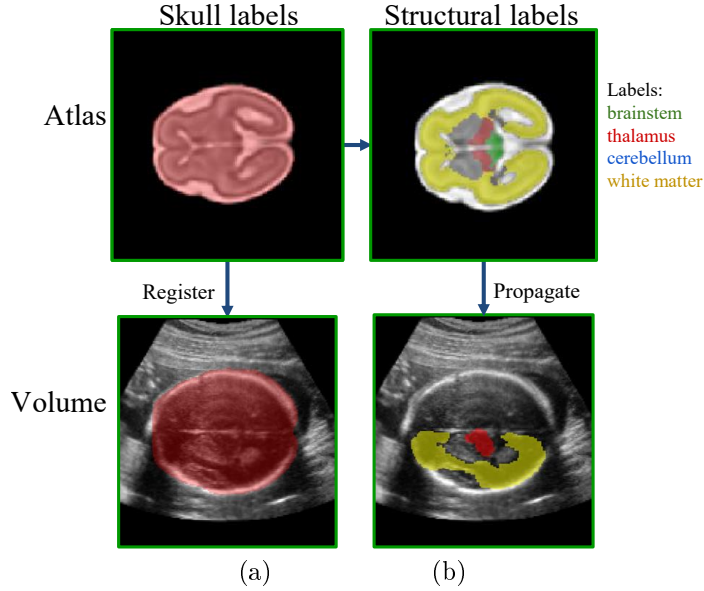 Skull labels
Structural labels
Atlas
Labels:
brainstem
thalamus
cerebellum
white matter
Register
Propagate
Volume
(a)
(b)